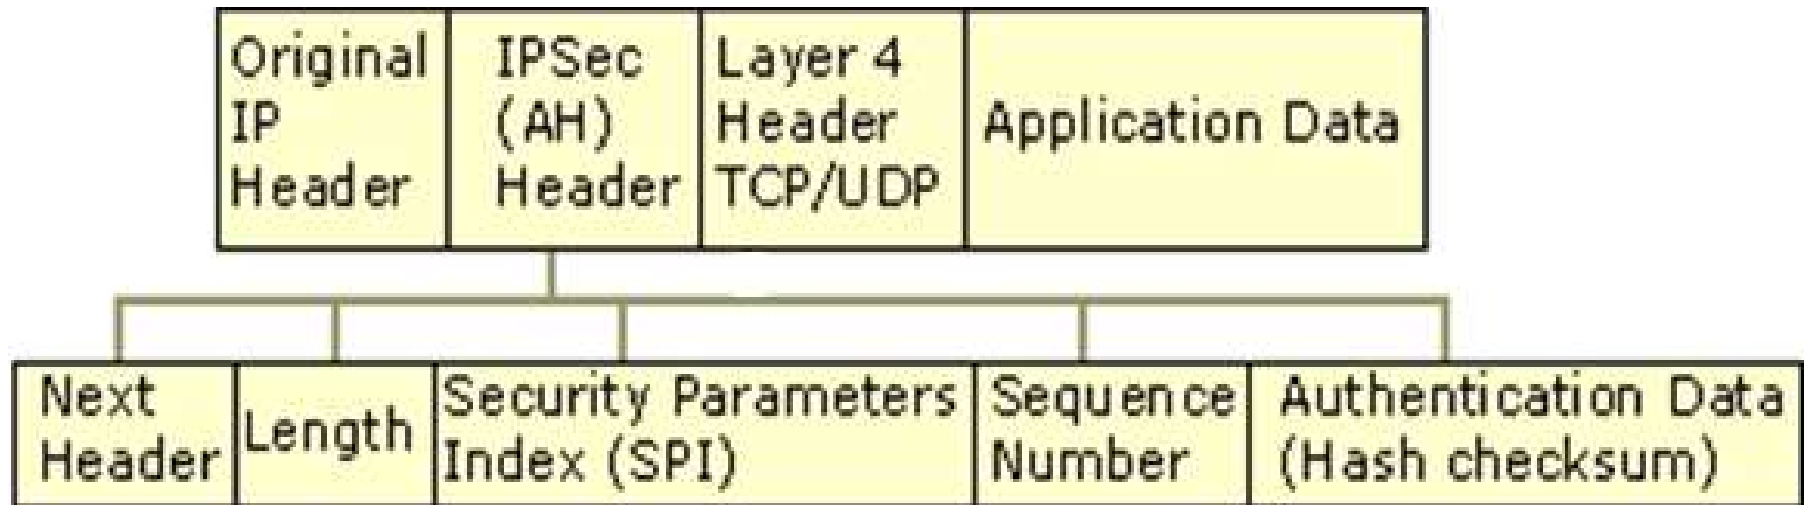 Original
IP
Header
IPSec
(AH)
Header
Layer 4
Header
TCP/UDP
Application Data
Next
Header
Length
Security Parameters
Index (SPI)
Sequence
Number
Authentication Data
(Hash checksum)